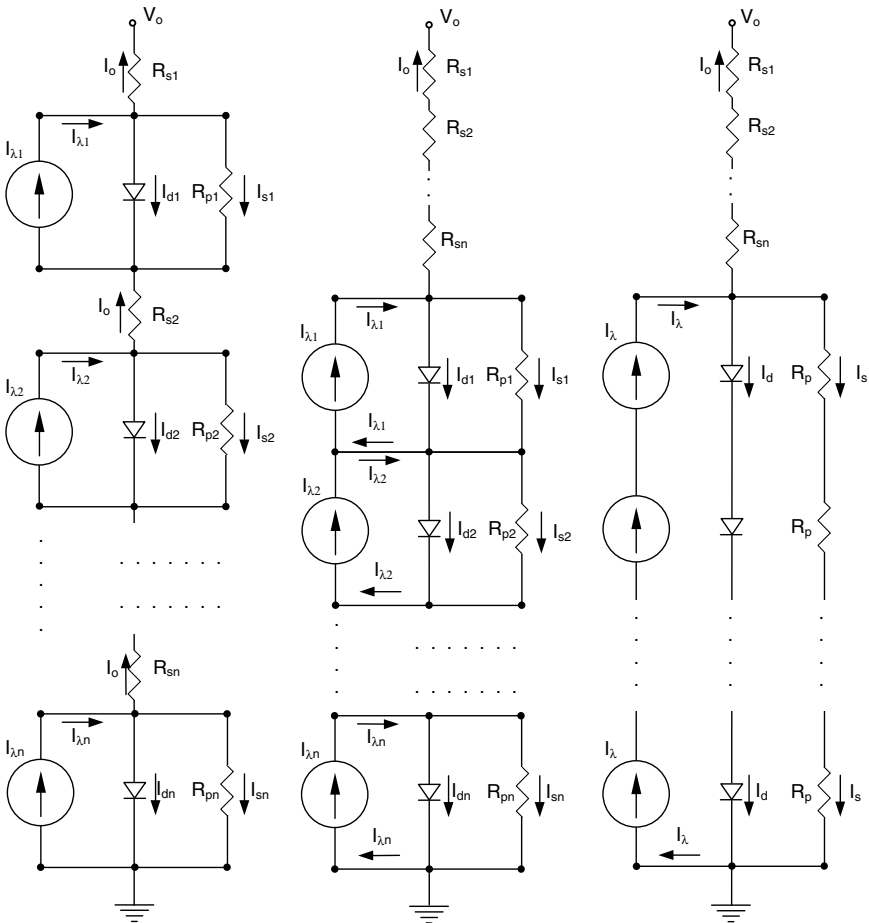 Vo
Io
Rs1
Iλ1
Iλ1
Id1
Rp1
Is1
Io
Rs2
Iλ2
Iλ2
Id2
Rp2
Is2
Io
Rsn
Iλn
Iλn
Idn
Rpn
Isn
Vo
Io
Rs1
Rs2
Rsn
Iλ1
Iλ1
Id1
Rp1
Is1
Iλ1
Iλ2
Iλ2
Id2
Rp2
Is2
Iλ2
Iλn
Iλn
Idn
Rpn
Isn
Iλn
Vo
Io
Rs1
Rs2
Rsn
Iλ
Iλ
Id
Rp
Is
Rp
Iλ
Id
Rp
Is
Iλ